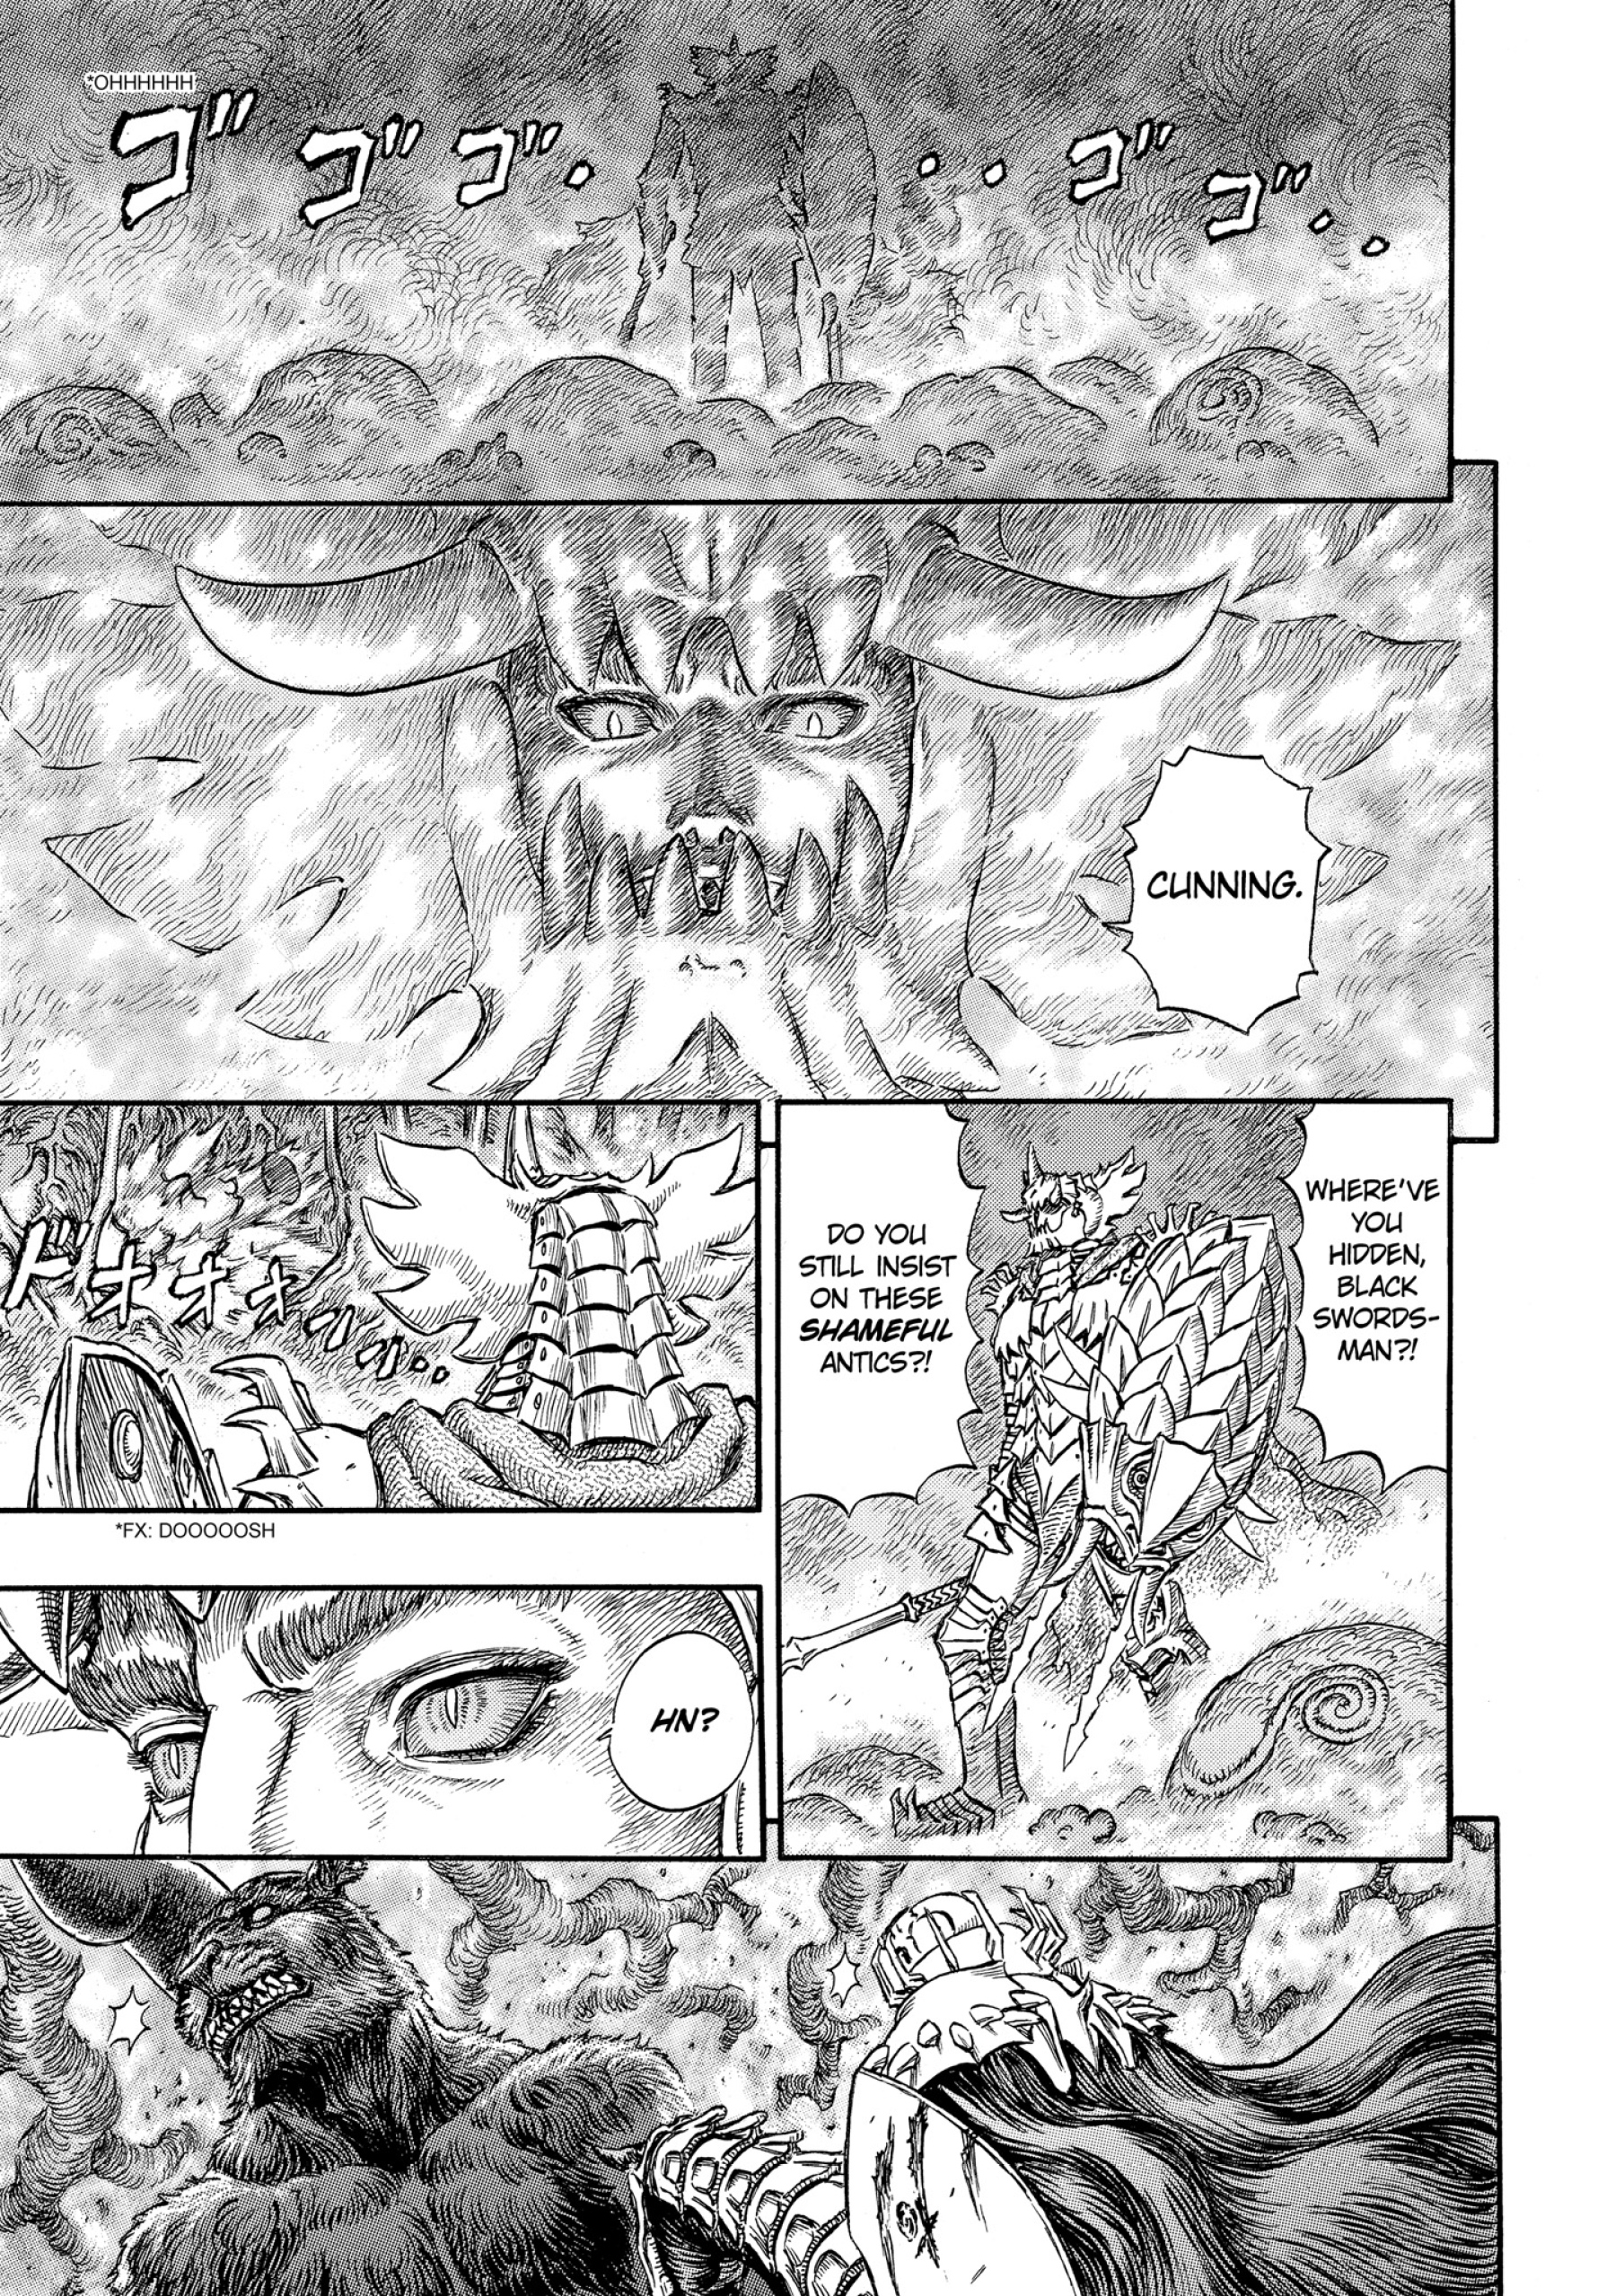 *OHHHHHH
ゴゴゴ・・・ゴゴ・・
CUNNING.
WHERE'VE
YOU
HIDDEN,
BLACK
SWORDS-
MAN?!
DO YOU
STILL INSIST
ON THESE
SHAMEFUL
ANTICS?!
ドオオォンン・・
*FX: DOOOOOSH
HN?